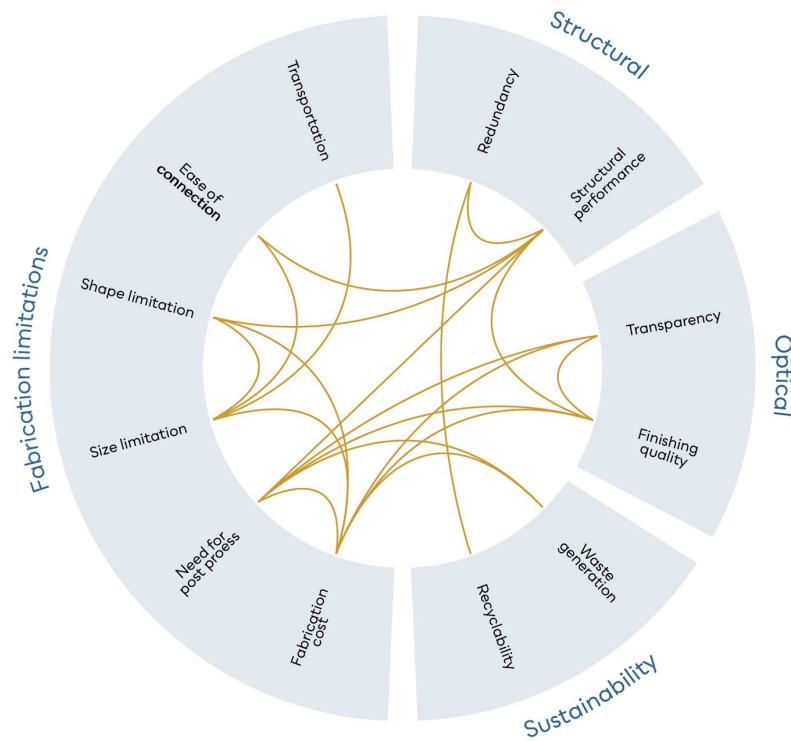 Structural
Redundancy
Structural
performance
Optical
Transparency
Finishing
quality
Sustainability
Waste
generation
Recyclability
Fabrication limitations
Transportation
Ease of
connection
Shape limitation
Size limitation
Need for
post proess
Fabrication
cost